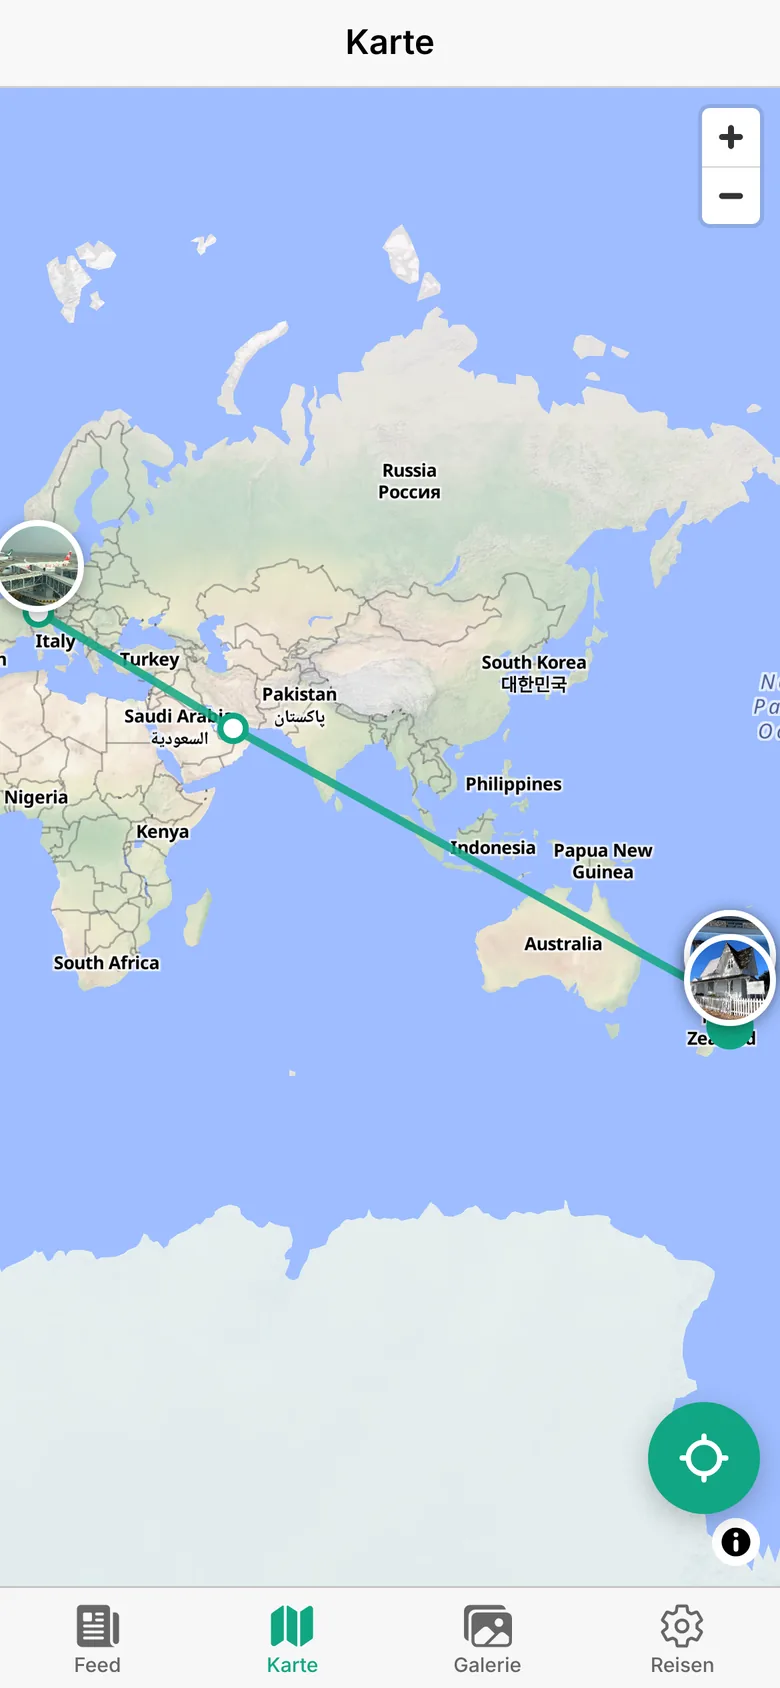 Karte
Russia
Россия
Italy
Turkey
South Korea
대한민국
Pakistan
پاکستان
Saudi Arabia
السعودية
Philippines
Nigeria
Kenya
Indonesia
Papua New
Guinea
Australia
South Africa
Feed
Karte
Galerie
Reisen